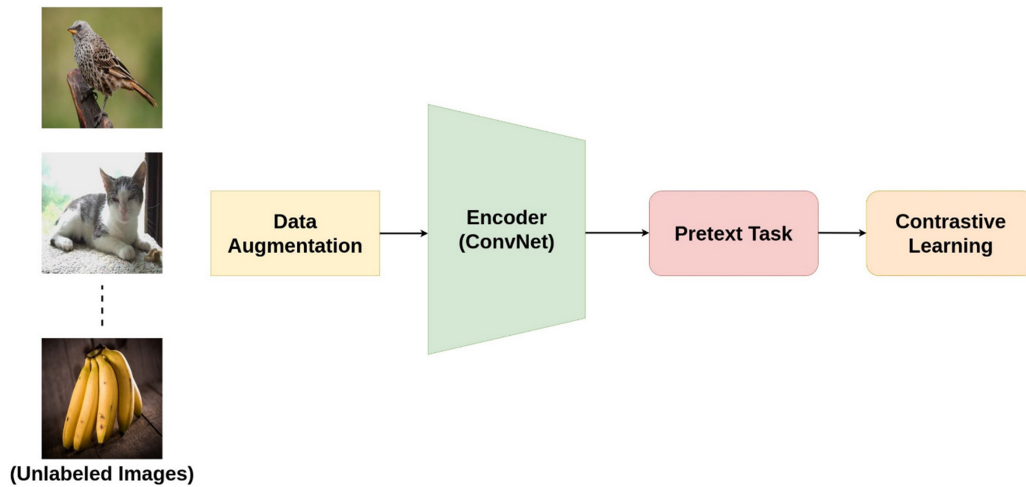 Data
Augmentation
Encoder
(ConvNet)
Pretext Task
Contrastive
Learning
(Unlabeled Images)